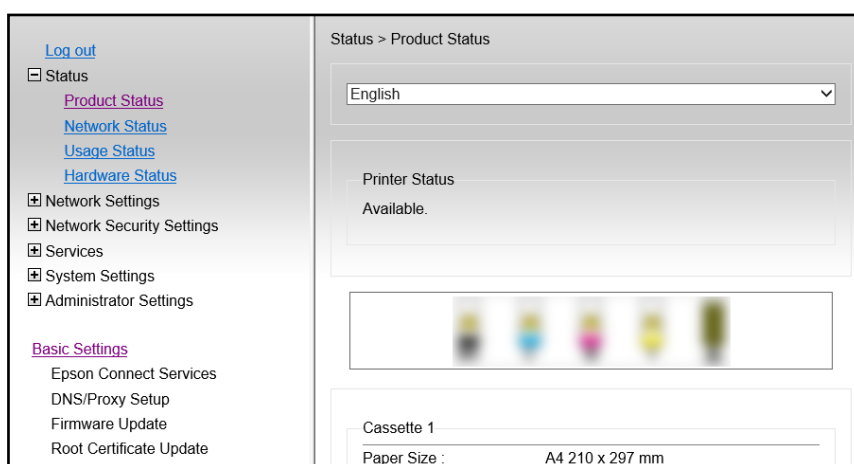 Log out
Status
Product Status
Network Status
Usage Status
Hardware Status
Network Settings
Network Security Settings
Services
System Settings
Administrator Settings
Basic Settings
Epson Connect Services
DNS/Proxy Setup
Firmware Update
Root Certificate Update
Status > Product Status
English
Printer Status
Available.
Cassette 1
Paper Size : A4 210 x 297 mm